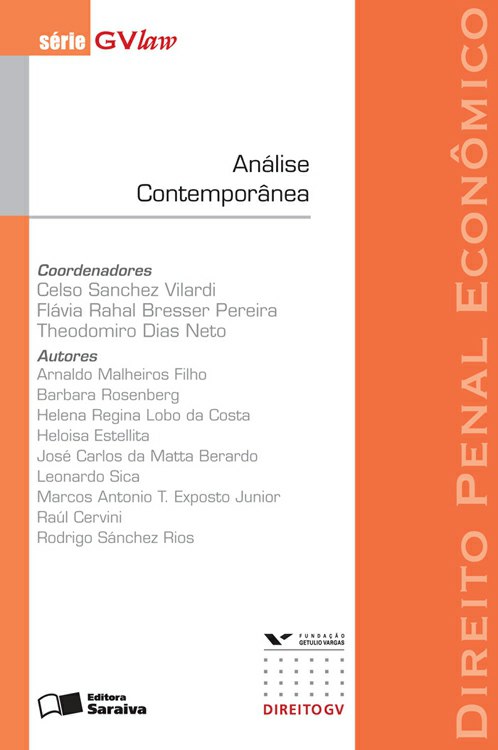 série GVlaw
Análise
Contemporânea
Coordenadores
Celso Sanchez Vilardi
Flávia Rahal Bresser Pereira
Theodomiro Dias Neto
Autores
Arnaldo Malheiros Filho
Barbara Rosenberg
Helena Regina Lobo da Costa
Heloisa Estellita
José Carlos da Matta Berardo
Leonardo Sica
Marcos Antonio T. Exposto Junior
Raúl Cervini
Rodrigo Sánchez Rios
DIREITO PENAL ECONÔMICO
FUNDAÇÃO
GETULIO VARGAS
DIREITO GV
Editora
Saraiva